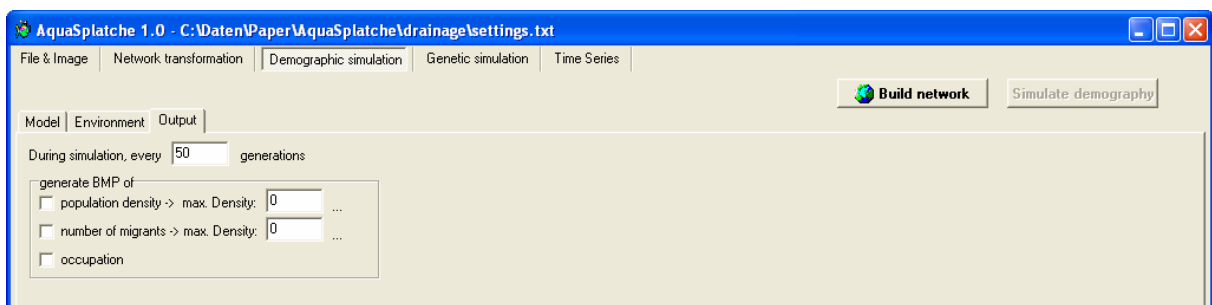 AquaSplatche 1.0 - C:\Daten\Paper\AquaSplatche\drainage\settings.txt
File & Image Network transformation Demographic simulation Genetic simulation Time Series
Build network Simulate demography
Model Environment Output
During simulation, every 50 generations
generate BMP of
population density -> max. Density: 0 ...
number of migrants -> max. Density: 0 ...
occupation